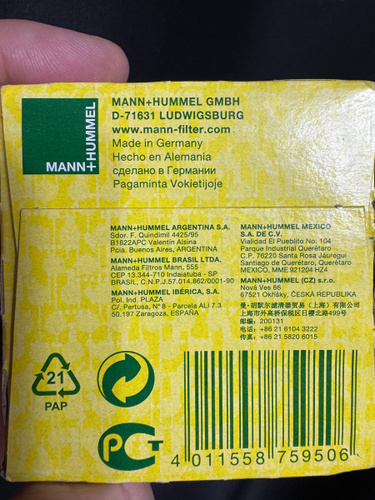 MANN+
HUMMEL
MANN+HUMMEL GMBH
D-71631 LUDWIGSBURG
www.mann-filter.com
Made in Germany
Hecho en Alemania
сделано в Германии
Pagaminta Vokietijoje
MANN+HUMMEL ARGENTINA S.A.
Sdor. F. Quindimil 4425/95
B1822APC Valentín Alsina
Pcia. Buenos Aires, ARGENTINA
MANN+HUMMEL BRASIL LTDA.
Alameda Filtros Mann, 555
CEP 13.344-710 Indaiatuba - SP
BRASIL, C.N.P.J.57.014.862/0001-90
MANN+HUMMEL IBÉRICA, S.A.
Pol. Ind. PLAZA
C/. Pertusa, Nº 8 - Parcela ALI 7.3
50.197 Zaragoza. ESPAÑA
MANN+HUMMEL MEXICO
S.A. DE C.V.
Vialidad El Pueblito No. 104
Parque Industrial Querétaro
C.P. 76220 Santa Rosa Jáuregui
Santiago de Querétaro, Querétaro
MEXICO, MME 921204 HZ4
MANN+HUMMEL (CZ) s.r.o.
Nová Ves 66
67521 Okříšky, ČESKÁ REPUBLIKA
曼·胡默尔滤清器贸易（上海）有限公司
上海市外高桥保税区日樱北路499号
邮编：200131
电话：+86 21 6104 3222
传真：+86 21 5820 6015
21
PAP
PCT
4 011558 759506